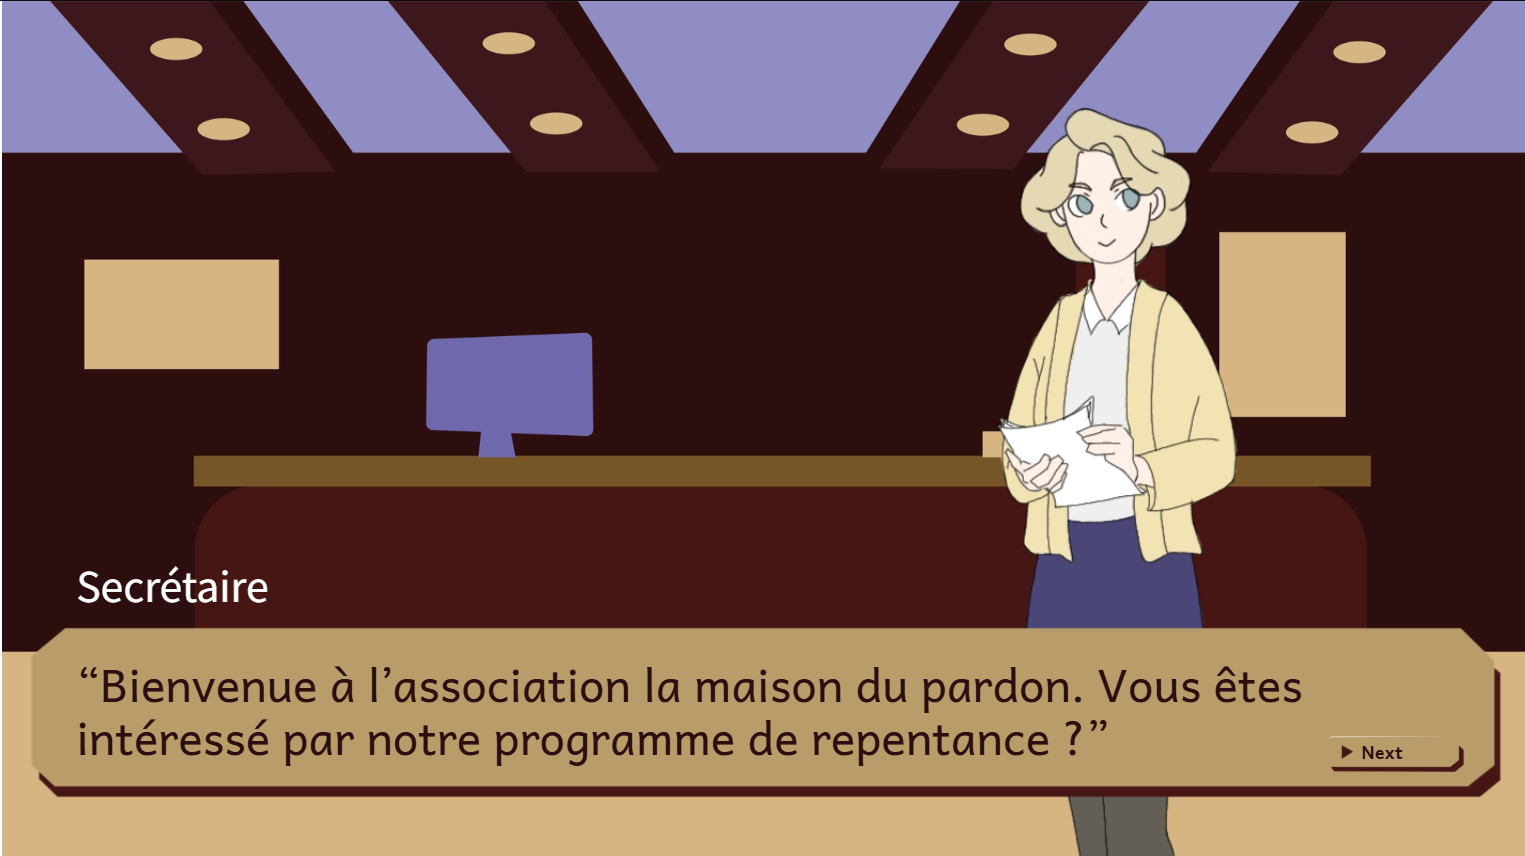 Secrétaire
“Bienvenue à l’association la maison du pardon. Vous êtes
intéressé par notre programme de repentance ?”
Next